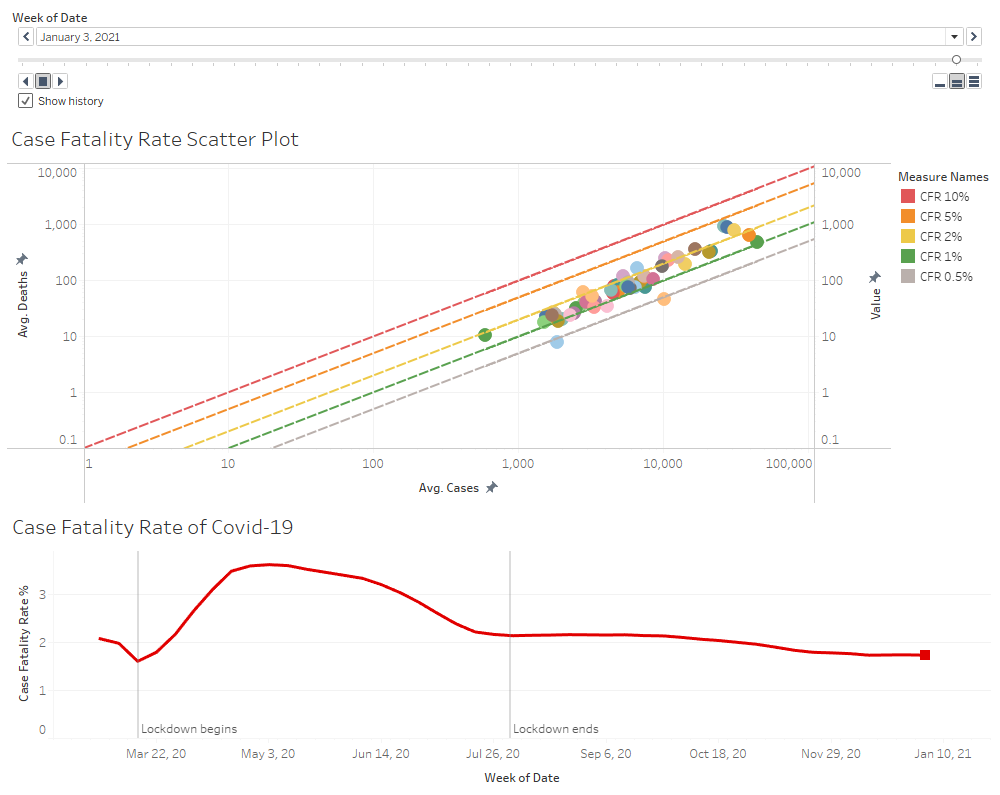 Week of Date
January 3, 2021
Show history
Case Fatality Rate Scatter Plot
10,000
1,000
100
10
1
0.1
Avg. Deaths
1
10
100
1,000
10,000
100,000
Avg. Cases
10,000
1,000
100
10
1
0.1
Value
Measure Names
CFR 10%
CFR 5%
CFR 2%
CFR 1%
CFR 0.5%
Case Fatality Rate of Covid-19
Case Fatality Rate %
3
2
1
0
Lockdown begins
Lockdown ends
Mar 22, 20
May 3, 20
Jun 14, 20
Jul 26, 20
Sep 6, 20
Oct 18, 20
Nov 29, 20
Jan 10, 21
Week of Date